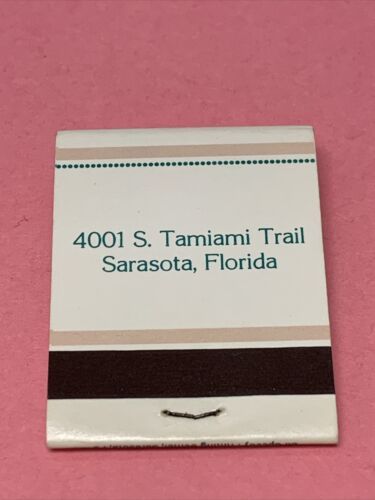 4001 S. Tamiami Trail
Sarasota, Florida